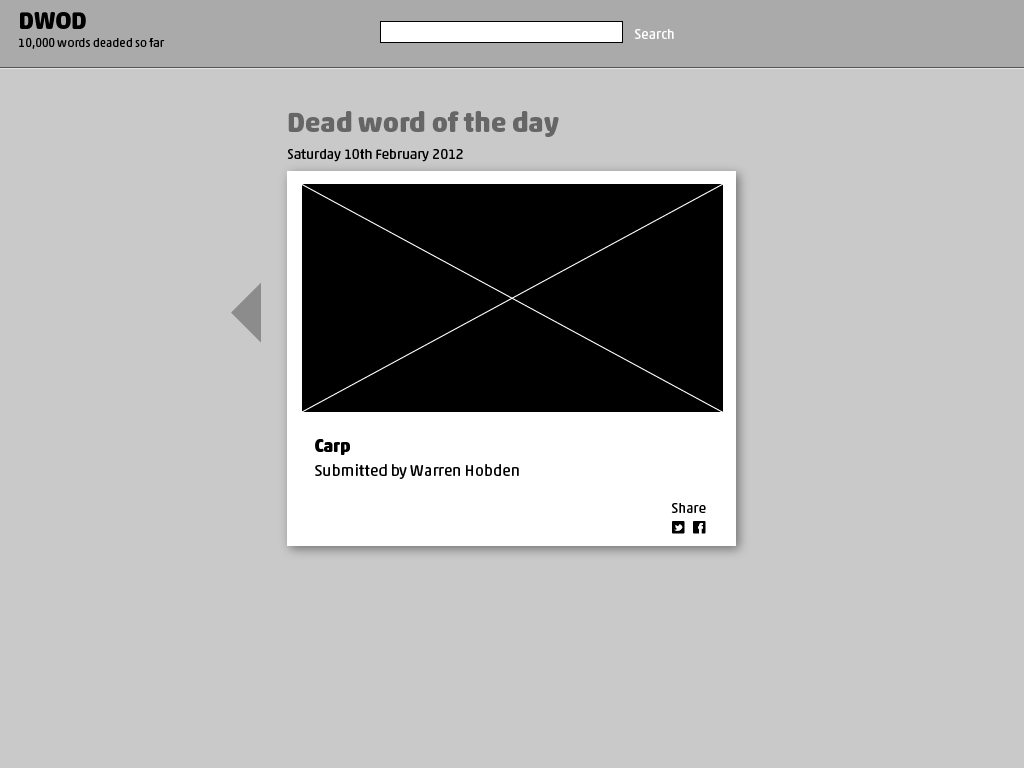 DWOD
10,000 words deaded so far
Search
Dead word of the day
Saturday 10th February 2012
Carp
Submitted by Warren Hobden
Share